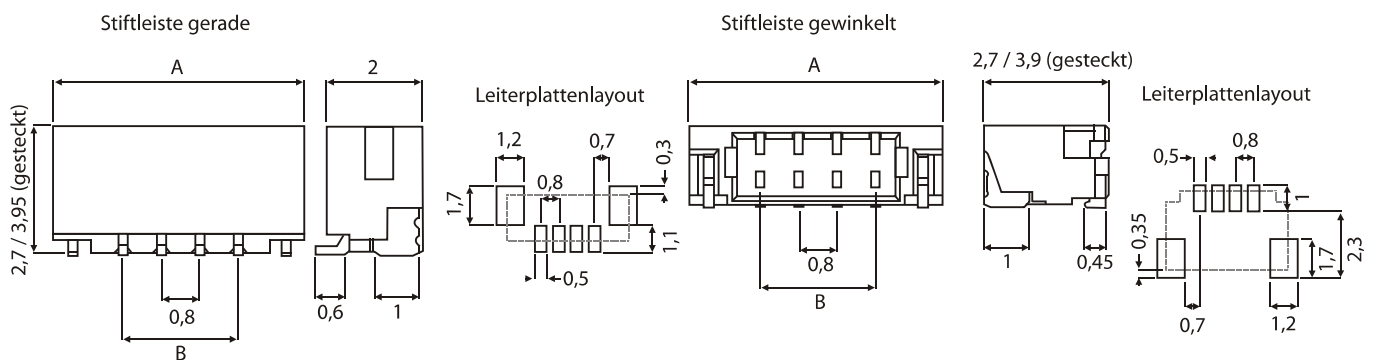 Stiftleiste gerade
A
2
2,7 / 3,95 (gesteckt)
0,8
B
0,6
1
Leiterplattenlayout
1,2
0,7
0,3
0,8
1,7
1,1
0,5
Stiftleiste gewinkelt
A
0,8
B
2,7 / 3,9 (gesteckt)
1
0,45
Leiterplattenlayout
0,5
0,8
1
0,35
1,7
2,3
0,7
1,2